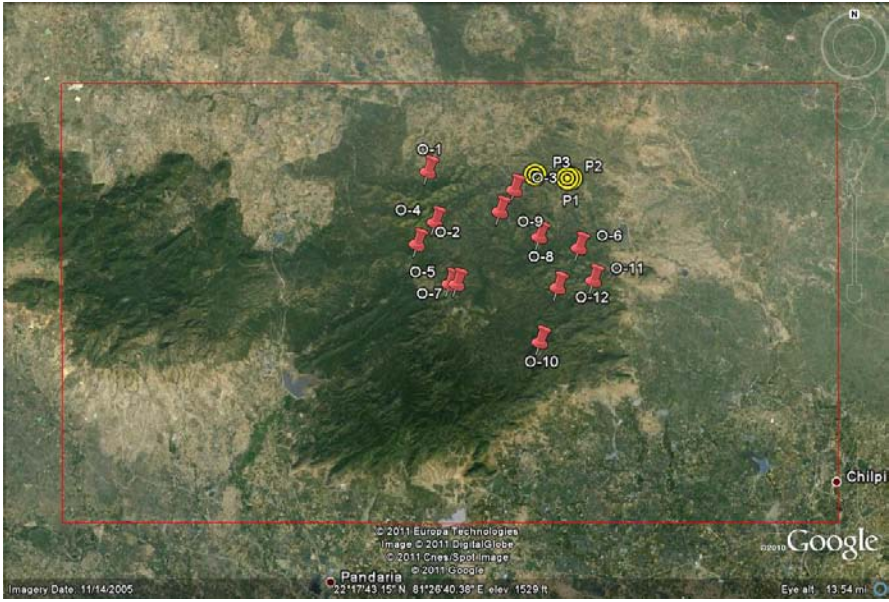 N
O-1
P3
P2
O-3
P1
O-4
O-2
O-9
O-6
O-8
O-5
O-11
O-7
O-12
O-10
Chilpi
© 2011 Europa Technologies
Image © 2011 DigitalGlobe
© 2011 Cnes/Spot Image
© 2011 Google
©2010 Google
Pandaria
Imagery Date: 11/14/2005 22°17'43.15" N 81°26'40.38" E elev 1529 ft Eye alt 13.54 mi